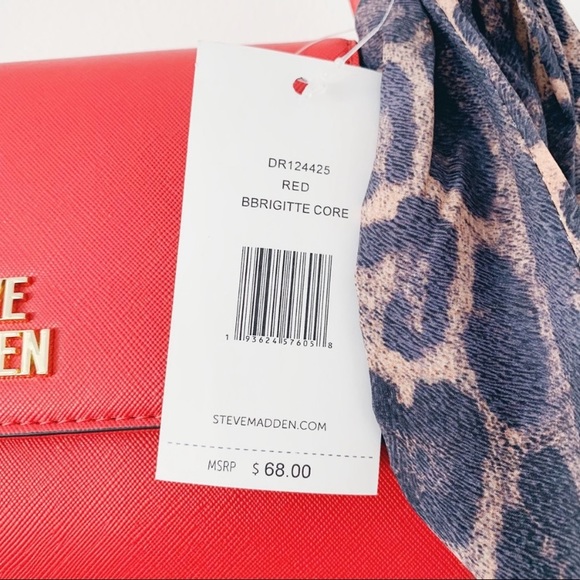 DR124425
RED
BBRIGITTE CORE
1 93624 57605 8
VE
DEN
STEVEMADDEN.COM
MSRP $ 68.00